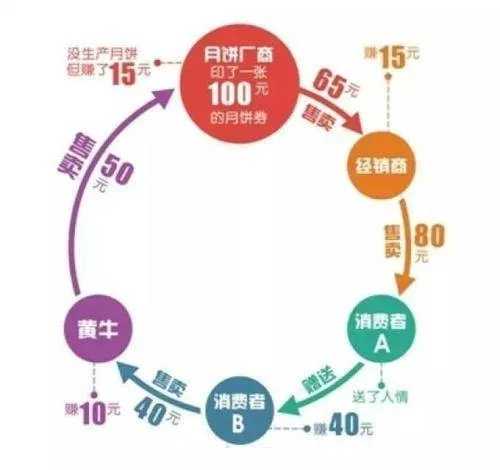 没生产月饼
但赚了15元
月饼厂商
印了一张
100元
的月饼券
65元
售卖
赚15元
经销商
售卖
80元
消费者
A
送了人情
赠送
消费者
B
赚40元
售卖
40元
黄牛
赚10元
售卖
50元